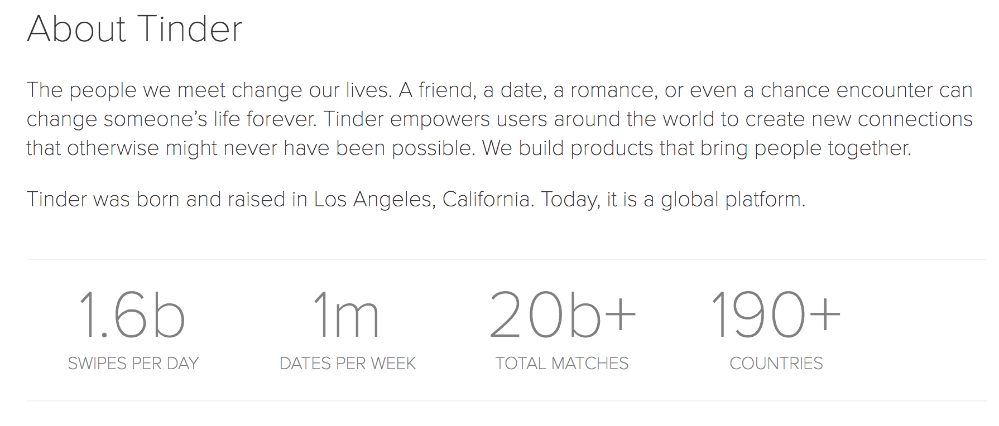 About Tinder
The people we meet change our lives. A friend, a date, a romance, or even a chance encounter can
change someone’s life forever. Tinder empowers users around the world to create new connections
that otherwise might never have been possible. We build products that bring people together.
Tinder was born and raised in Los Angeles, California. Today, it is a global platform.
1.6b
SWIPES PER DAY
1m
DATES PER WEEK
20b+
TOTAL MATCHES
190+
COUNTRIES